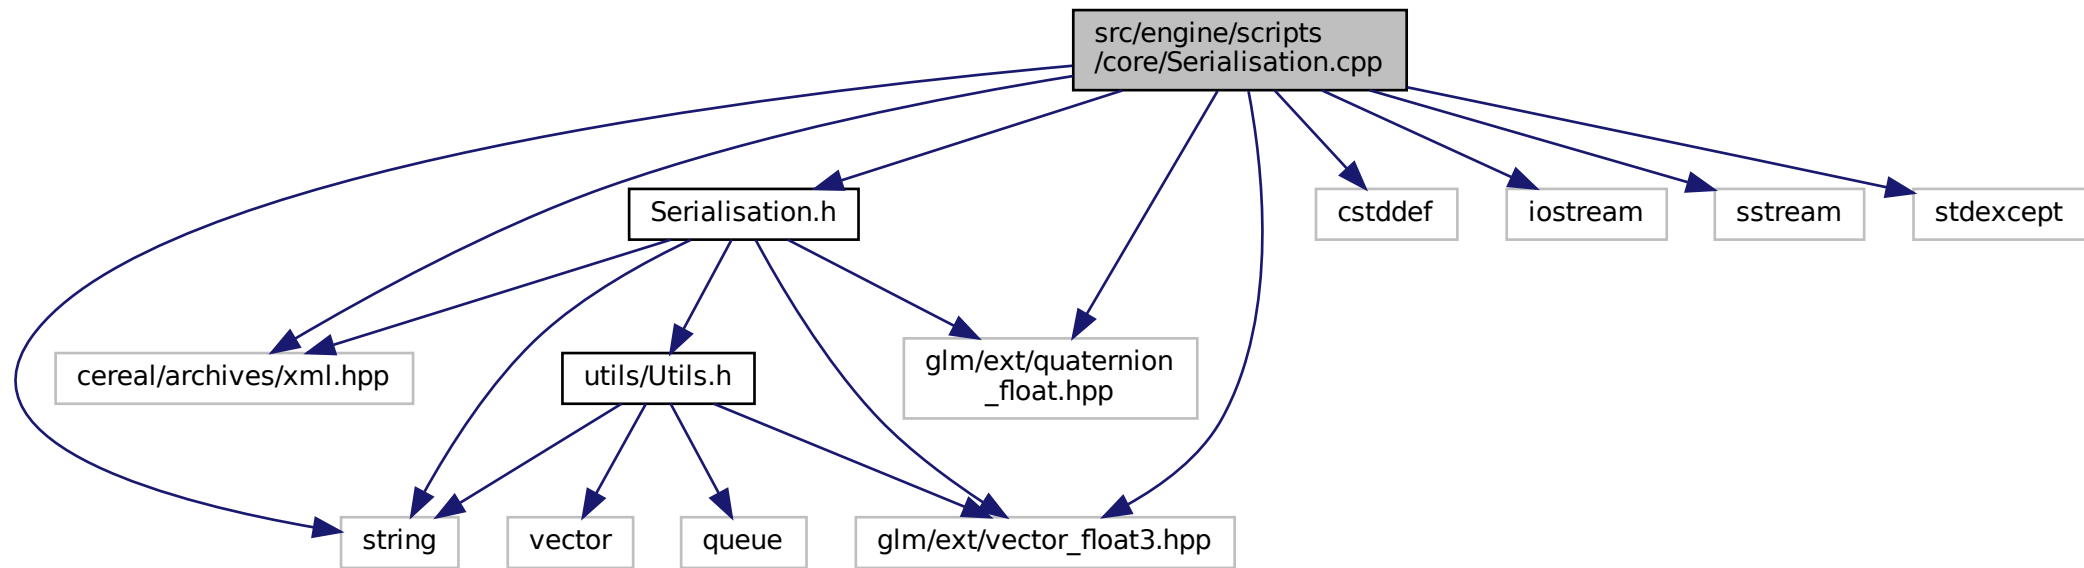 src/engine/scripts
/core/Serialisation.cpp
Serialisation.h
cstddef
iostream
sstream
stdexcept
cereal/archives/xml.hpp
utils/Utils.h
glm/ext/quaternion
_float.hpp
string
vector
queue
glm/ext/vector_float3.hpp